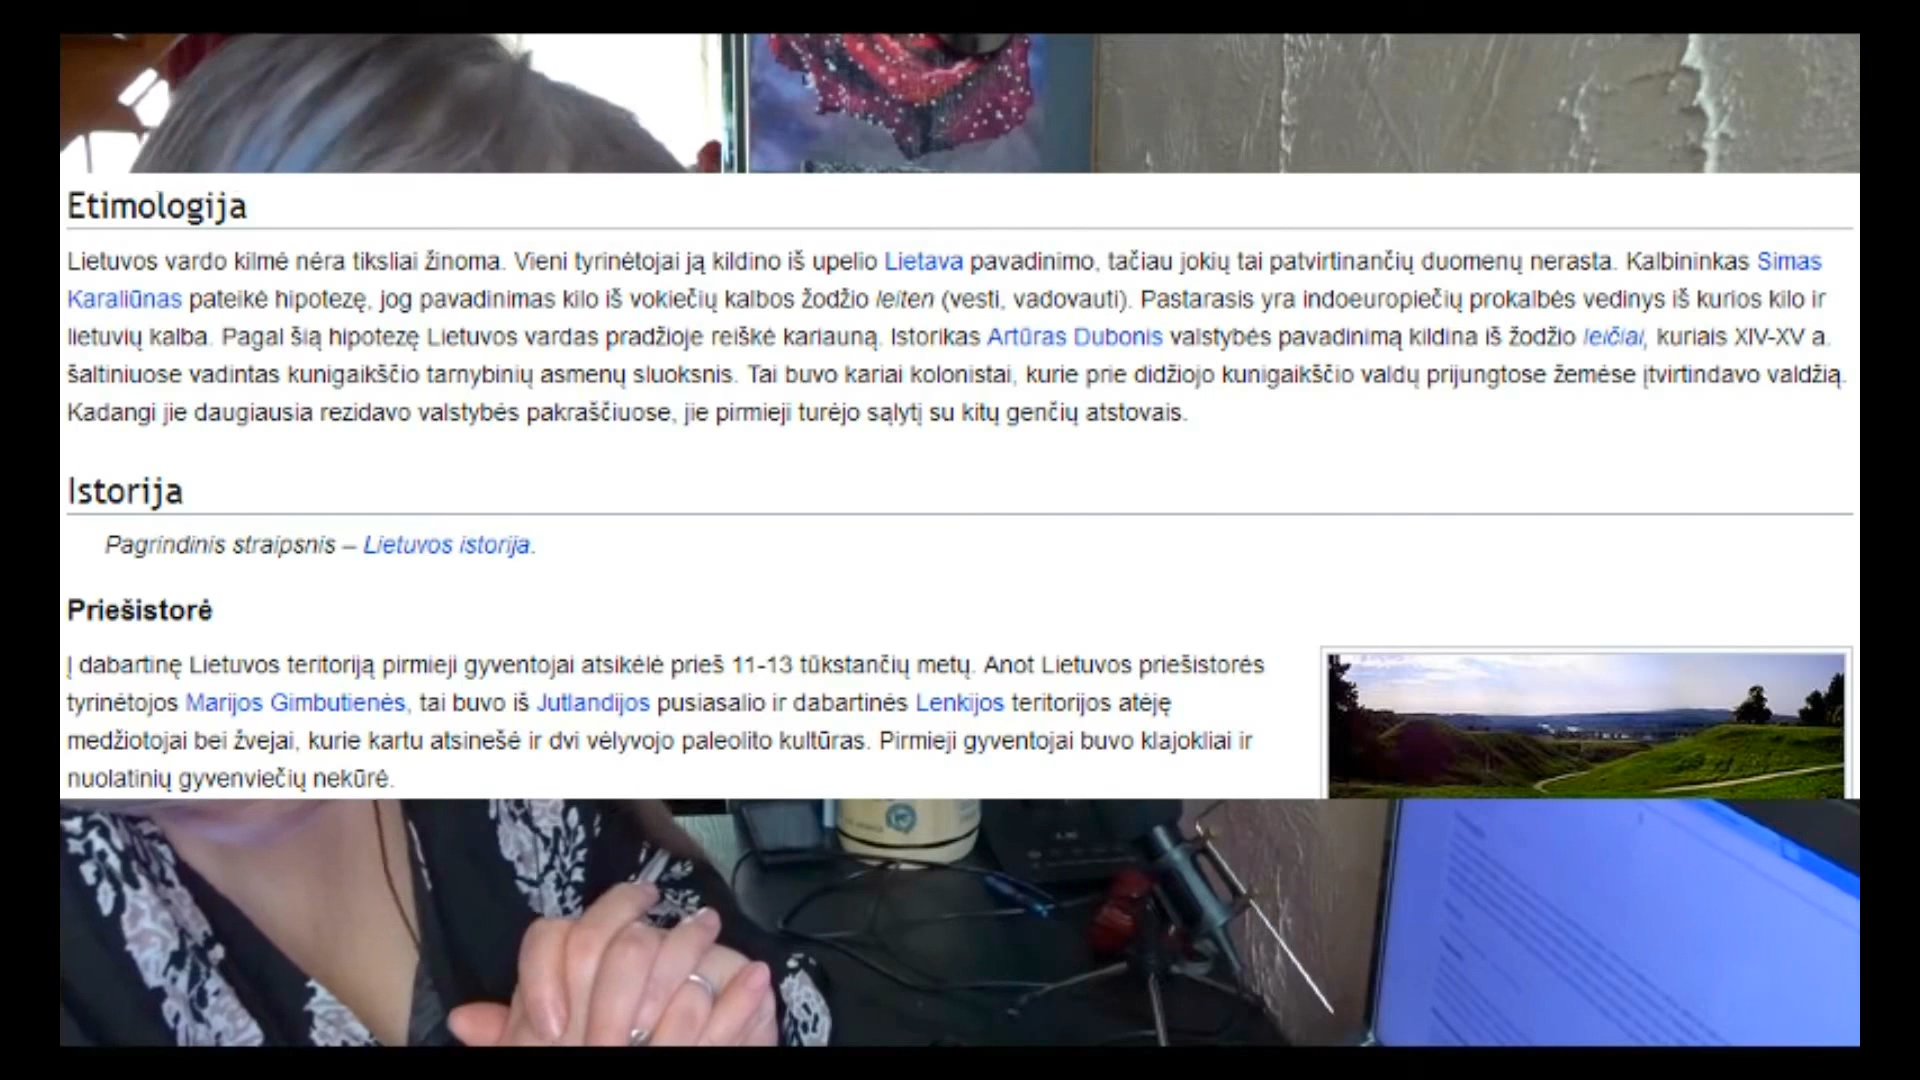 Etimologija
Lietuvos vardo kilmė nėra tiksliai žinoma. Vieni tyrinėtojai ją kildino iš upelio Lietava pavadinimo, tačiau jokių tai patvirtinančių duomenų nerasta. Kalbininkas Simas
Karaliūnas pateikė hipotezę, jog pavadinimas kilo iš vokiečių kalbos žodžio leiten (vesti, vadovauti). Pastarasis yra indoeuropiečių prokalbės vedinys iš kurios kilo ir
lietuvių kalba. Pagal šią hipotezę Lietuvos vardas pradžioje reiškė kariauną. Istorikas Artūras Dubonis valstybės pavadinimą kildina iš žodžio leičiai, kuriais XIV-XV a.
šaltiniuose vadintas kunigaikščio tarnybinių asmenų sluoksnis. Tai buvo kariai kolonistai, kurie prie didžiojo kunigaikščio valdų prijungtose žemėse įtvirtindavo valdžią.
Kadangi jie daugiausia rezidavo valstybės pakraščiuose, jie pirmieji turėjo sąlytį su kitų genčių atstovais.
Istorija
Pagrindinis straipsnis – Lietuvos istorija.
Priešistorė
Į dabartinę Lietuvos teritoriją pirmieji gyventojai atsikėlė prieš 11-13 tūkstančių metų. Anot Lietuvos priešistorės
tyrinėtojos Marijos Gimbutienės, tai buvo iš Jutlandijos pusiasalio ir dabartinės Lenkijos teritorijos atėję
medžiotojai bei žvejai, kurie kartu atsinešė ir dvi vėlyvojo paleolito kultūras. Pirmieji gyventojai buvo klajokliai ir
nuolatinių gyvenviečių nekūrė.